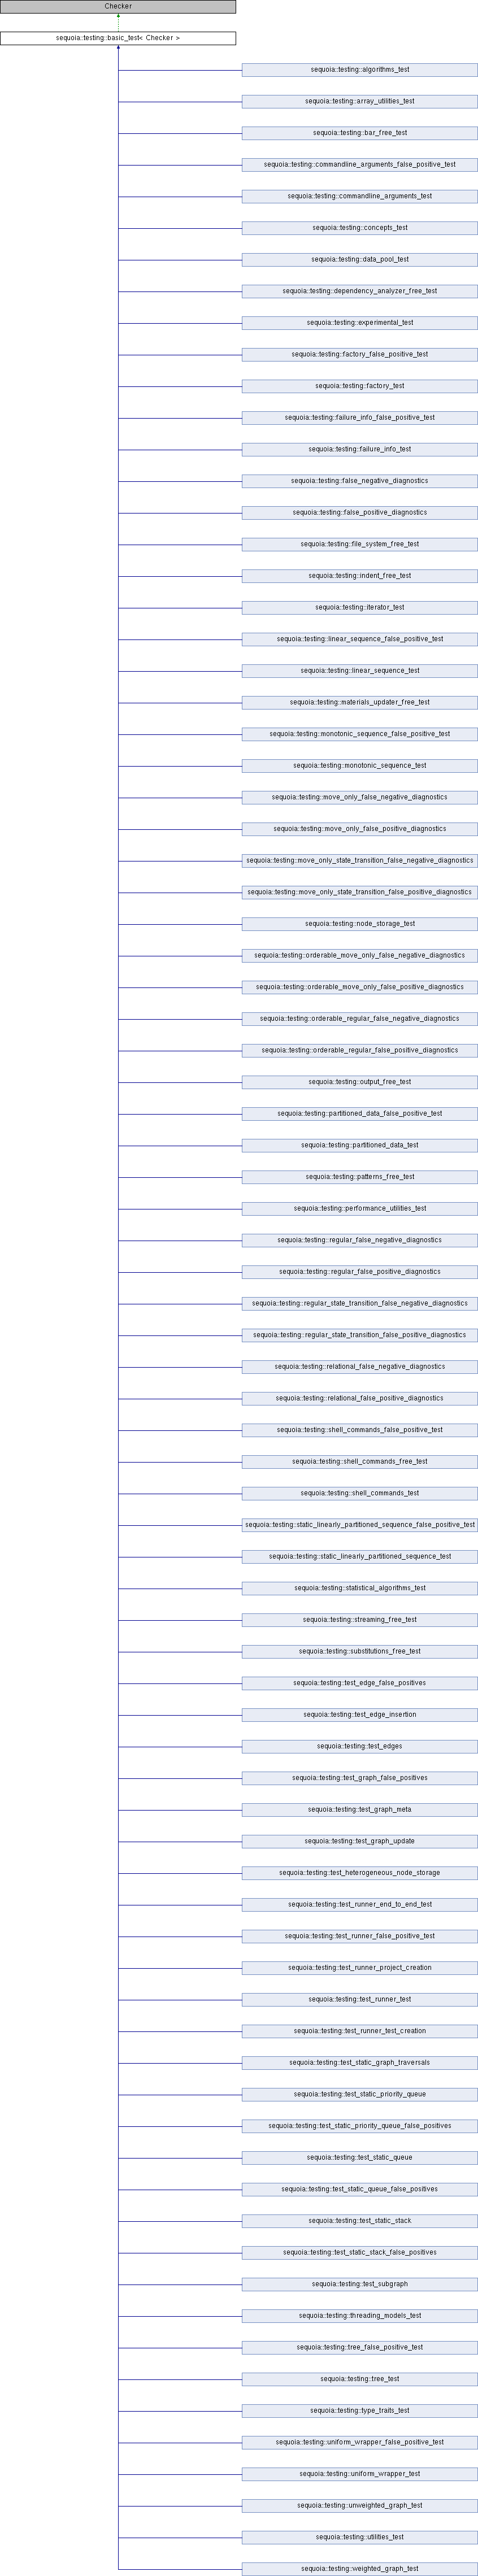 Checker
sequoia::testing::basic_test< Checker >
sequoia::testing::algorithms_test
sequoia::testing::array_utilities_test
sequoia::testing::bar_free_test
sequoia::testing::commandline_arguments_false_positive_test
sequoia::testing::commandline_arguments_test
sequoia::testing::concepts_test
sequoia::testing::data_pool_test
sequoia::testing::dependency_analyzer_free_test
sequoia::testing::experimental_test
sequoia::testing::factory_false_positive_test
sequoia::testing::factory_test
sequoia::testing::failure_info_false_positive_test
sequoia::testing::failure_info_test
sequoia::testing::false_negative_diagnostics
sequoia::testing::false_positive_diagnostics
sequoia::testing::file_system_free_test
sequoia::testing::indent_free_test
sequoia::testing::iterator_test
sequoia::testing::linear_sequence_false_positive_test
sequoia::testing::linear_sequence_test
sequoia::testing::materials_updater_free_test
sequoia::testing::monotonic_sequence_false_positive_test
sequoia::testing::monotonic_sequence_test
sequoia::testing::move_only_false_negative_diagnostics
sequoia::testing::move_only_false_positive_diagnostics
sequoia::testing::move_only_state_transition_false_negative_diagnostics
sequoia::testing::move_only_state_transition_false_positive_diagnostics
sequoia::testing::node_storage_test
sequoia::testing::orderable_move_only_false_negative_diagnostics
sequoia::testing::orderable_move_only_false_positive_diagnostics
sequoia::testing::orderable_regular_false_negative_diagnostics
sequoia::testing::orderable_regular_false_positive_diagnostics
sequoia::testing::output_free_test
sequoia::testing::partitioned_data_false_positive_test
sequoia::testing::partitioned_data_test
sequoia::testing::patterns_free_test
sequoia::testing::performance_utilities_test
sequoia::testing::regular_false_negative_diagnostics
sequoia::testing::regular_false_positive_diagnostics
sequoia::testing::regular_state_transition_false_negative_diagnostics
sequoia::testing::regular_state_transition_false_positive_diagnostics
sequoia::testing::relational_false_negative_diagnostics
sequoia::testing::relational_false_positive_diagnostics
sequoia::testing::shell_commands_false_positive_test
sequoia::testing::shell_commands_free_test
sequoia::testing::shell_commands_test
sequoia::testing::static_linearly_partitioned_sequence_false_positive_test
sequoia::testing::static_linearly_partitioned_sequence_test
sequoia::testing::statistical_algorithms_test
sequoia::testing::streaming_free_test
sequoia::testing::substitutions_free_test
sequoia::testing::test_edge_false_positives
sequoia::testing::test_edge_insertion
sequoia::testing::test_edges
sequoia::testing::test_graph_false_positives
sequoia::testing::test_graph_meta
sequoia::testing::test_graph_update
sequoia::testing::test_heterogeneous_node_storage
sequoia::testing::test_runner_end_to_end_test
sequoia::testing::test_runner_false_positive_test
sequoia::testing::test_runner_project_creation
sequoia::testing::test_runner_test
sequoia::testing::test_runner_test_creation
sequoia::testing::test_static_graph_traversals
sequoia::testing::test_static_priority_queue
sequoia::testing::test_static_priority_queue_false_positives
sequoia::testing::test_static_queue
sequoia::testing::test_static_queue_false_positives
sequoia::testing::test_static_stack
sequoia::testing::test_static_stack_false_positives
sequoia::testing::test_subgraph
sequoia::testing::threading_models_test
sequoia::testing::tree_false_positive_test
sequoia::testing::tree_test
sequoia::testing::type_traits_test
sequoia::testing::uniform_wrapper_false_positive_test
sequoia::testing::uniform_wrapper_test
sequoia::testing::unweighted_graph_test
sequoia::testing::utilities_test
sequoia::testing::weighted_graph_test